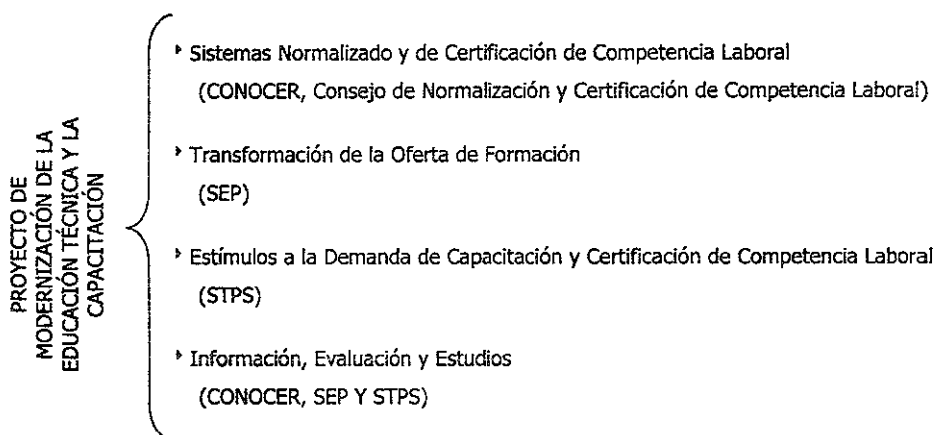 PROYECTO DE
MODERNIZACIÓN DE LA
EDUCACIÓN TÉCNICA Y LA
CAPACITACIÓN
Sistemas Normalizado y de Certificación de Competencia Laboral
(CONOCER, Consejo de Normalización y Certificación de Competencia Laboral)
Transformación de la Oferta de Formación
(SEP)
Estímulos a la Demanda de Capacitación y Certificación de Competencia Laboral
(STPS)
Información, Evaluación y Estudios
(CONOCER, SEP Y STPS)